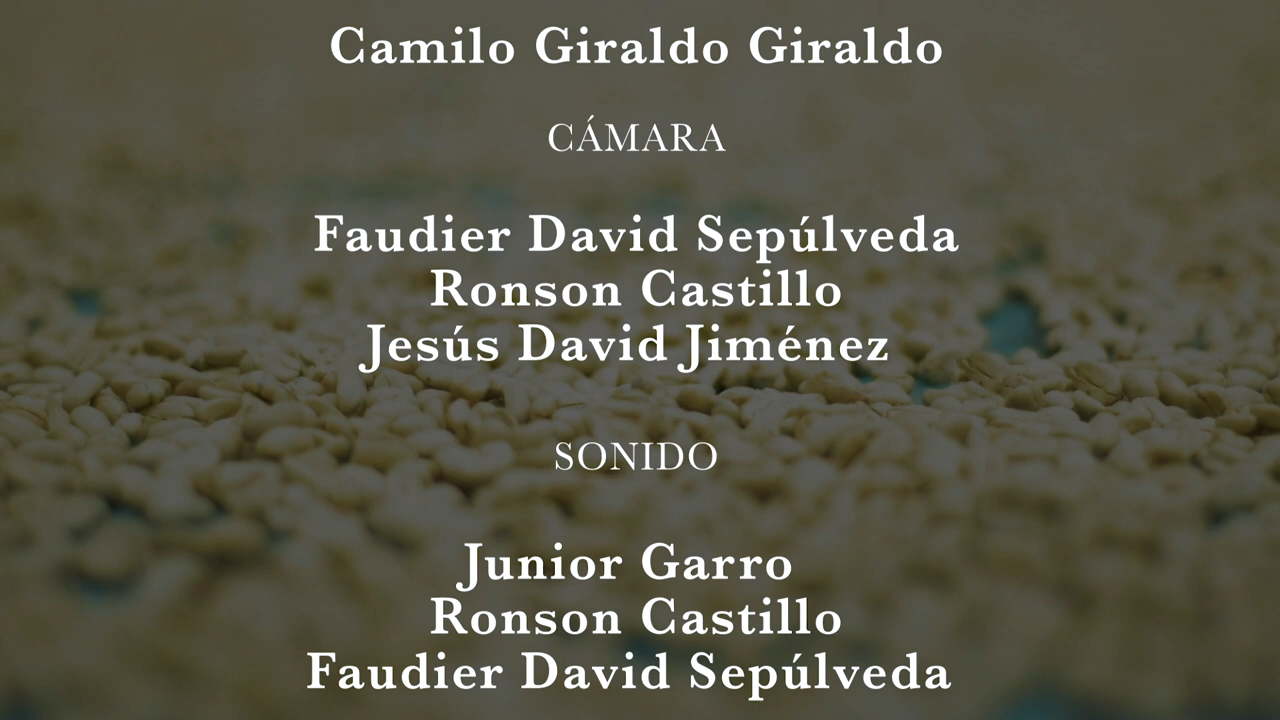 Camilo Giraldo Giraldo
CÁMARA
Faudier David Sepúlveda
Ronson Castillo
Jesús David Jiménez
SONIDO
Junior Garro
Ronson Castillo
Faudier David Sepúlveda